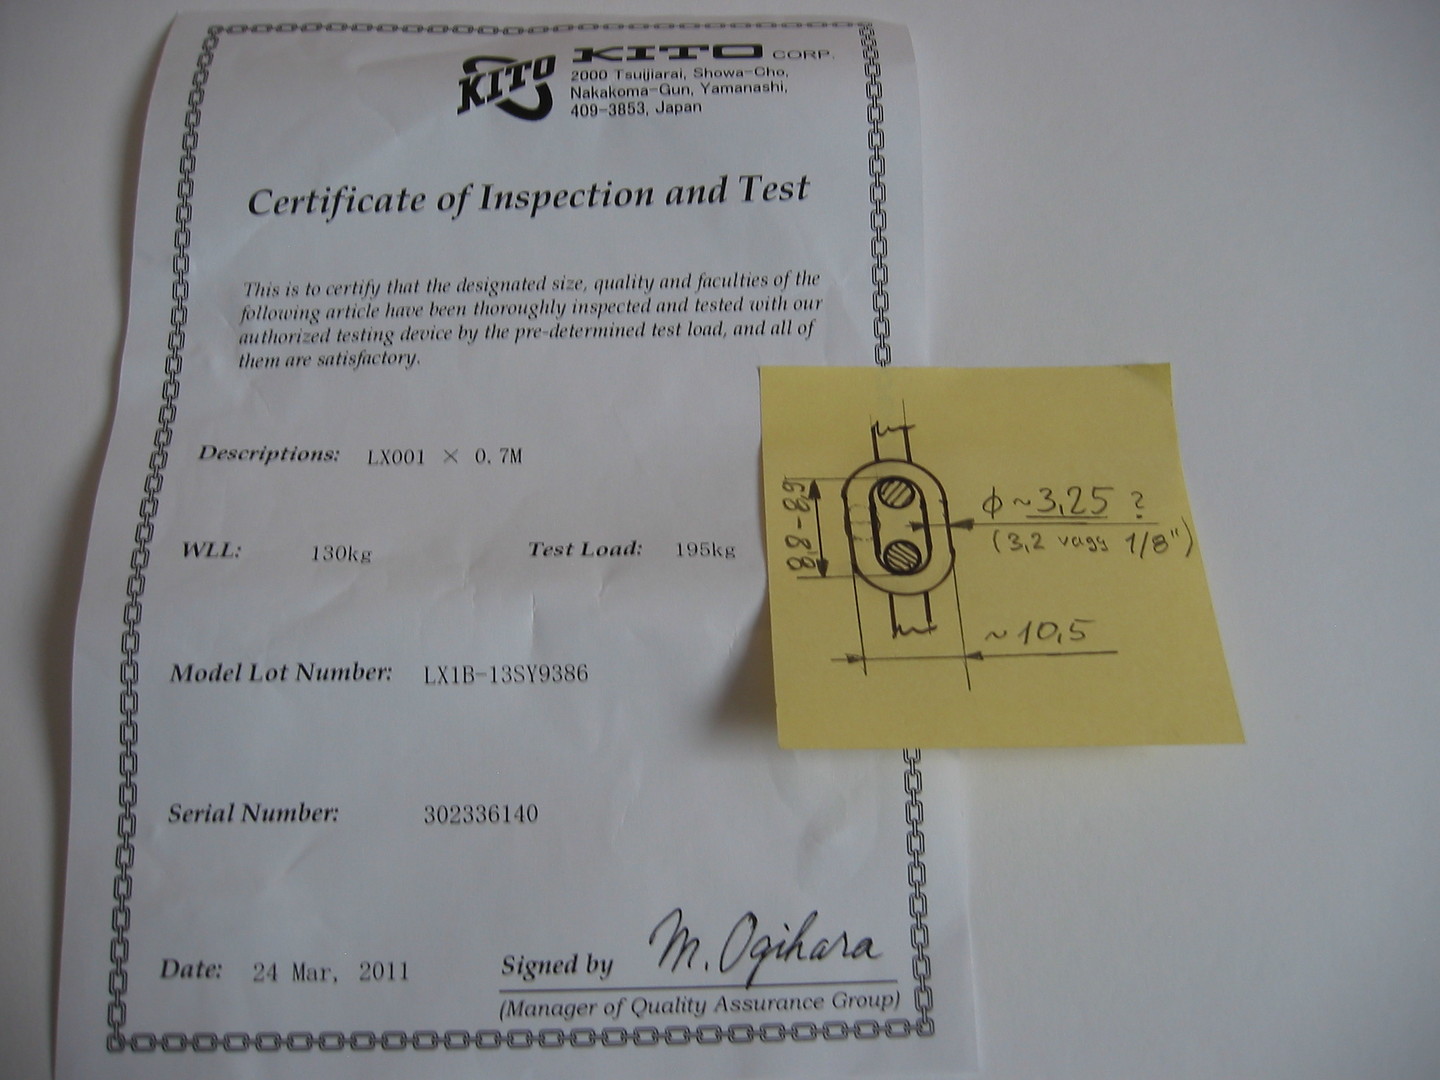 KITO
KITO CORP.
2000 Tsuijiarai, Showa-Cho,
Nakakoma-Gun, Yamanashi,
409-3853, Japan
Certificate of Inspection and Test
This is to certify that the designated size, quality and faculties of the
following article have been thoroughly inspected and tested with our
authorized testing device by the pre-determined test load, and all of
them are satisfactory.
Descriptions: LX001 × 0.7M
WLL: 130kg Test Load: 195kg
Model Lot Number: LX1B-13SY9386
Serial Number: 302336140
Date: 24 Mar, 2011
Signed by M. Ogihara
(Manager of Quality Assurance Group)
8,8-8,9
ϕ ~3,25 ?
(3,2 vagy 1/8")
~10,5